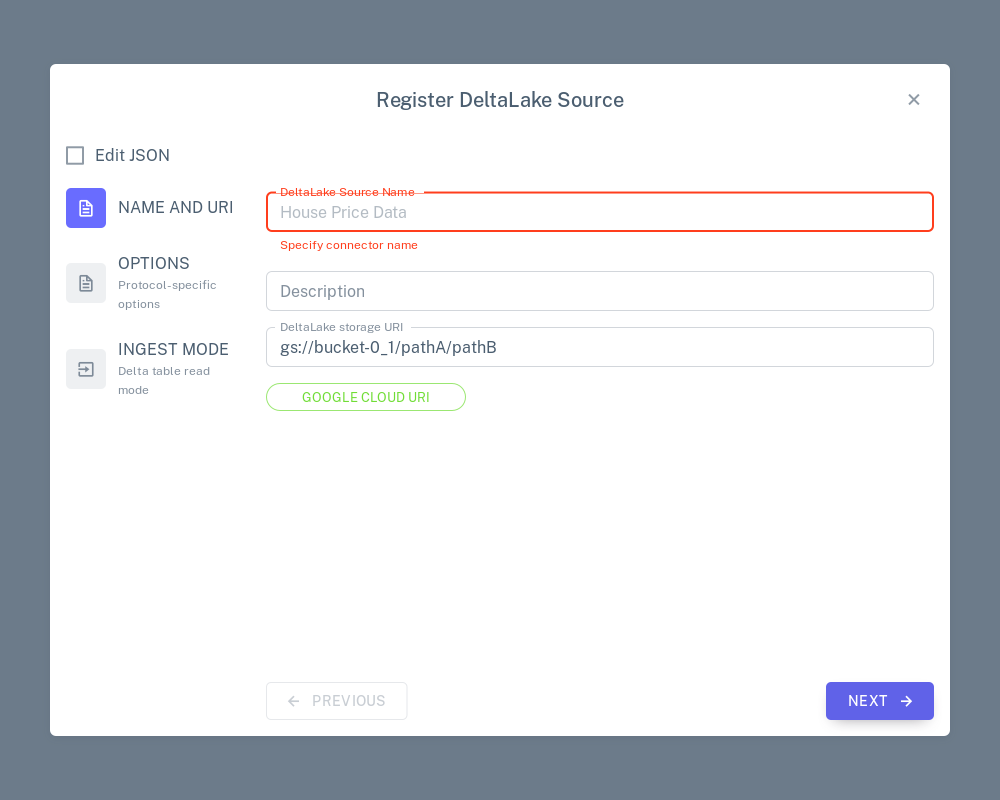 Register DeltaLake Source
Edit JSON
NAME AND URI
OPTIONS
Protocol-specific
options
INGEST MODE
Delta table read
mode
DeltaLake Source Name
House Price Data
Specify connector name
Description
DeltaLake storage URI
gs://bucket-0_1/pathA/pathB
GOOGLE CLOUD URI
PREVIOUS
NEXT